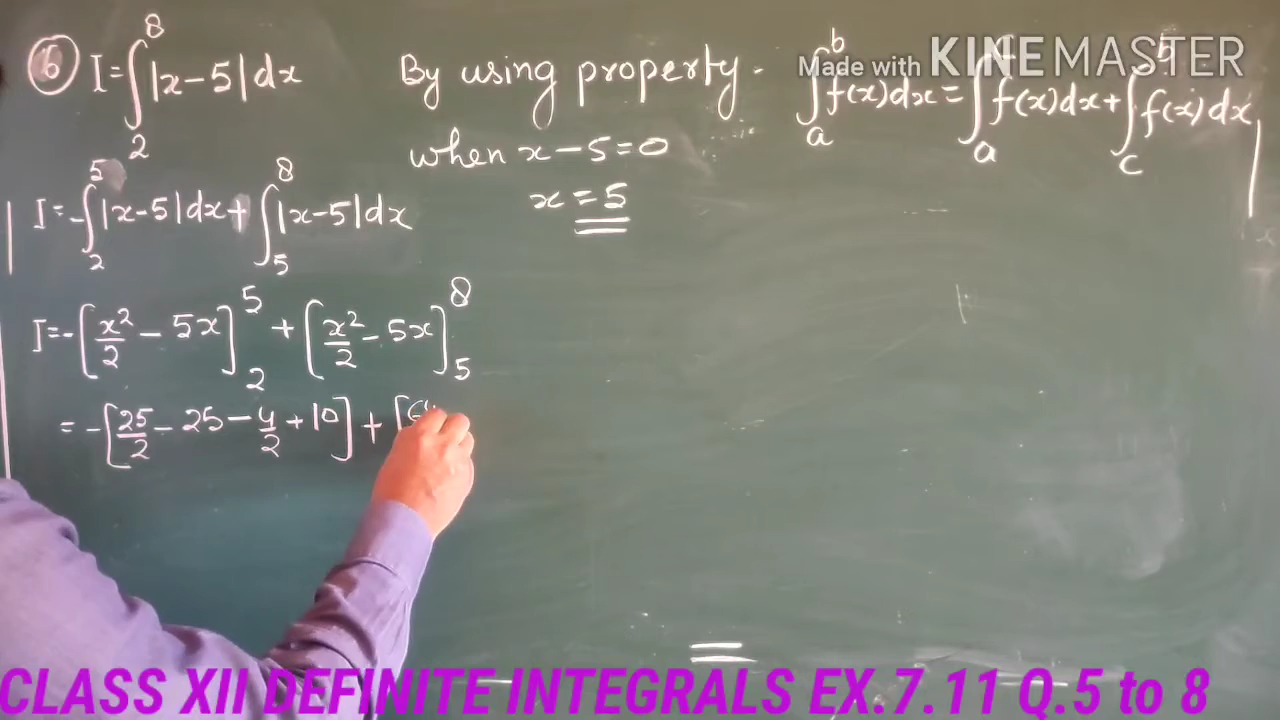 Made with KINEMASTER
⑥ I = ∫₂⁸ |x − 5| dx By using property. ∫ₐᵇ f(x)dx = ∫ₐ f(x)dx + ∫_c^b f(x)dx
when x − 5 = 0
x = 5
I = −∫₂⁵ |x − 5| dx + ∫₅⁸ |x − 5| dx
I = −[x²/2 − 5x]₂⁵ + [x²/2 − 5x]₅⁸
= −[25/2 − 25 − 4/2 + 10] + [
CLASS XII DEFINITE INTEGRALS EX.7.11 Q.5 to 8